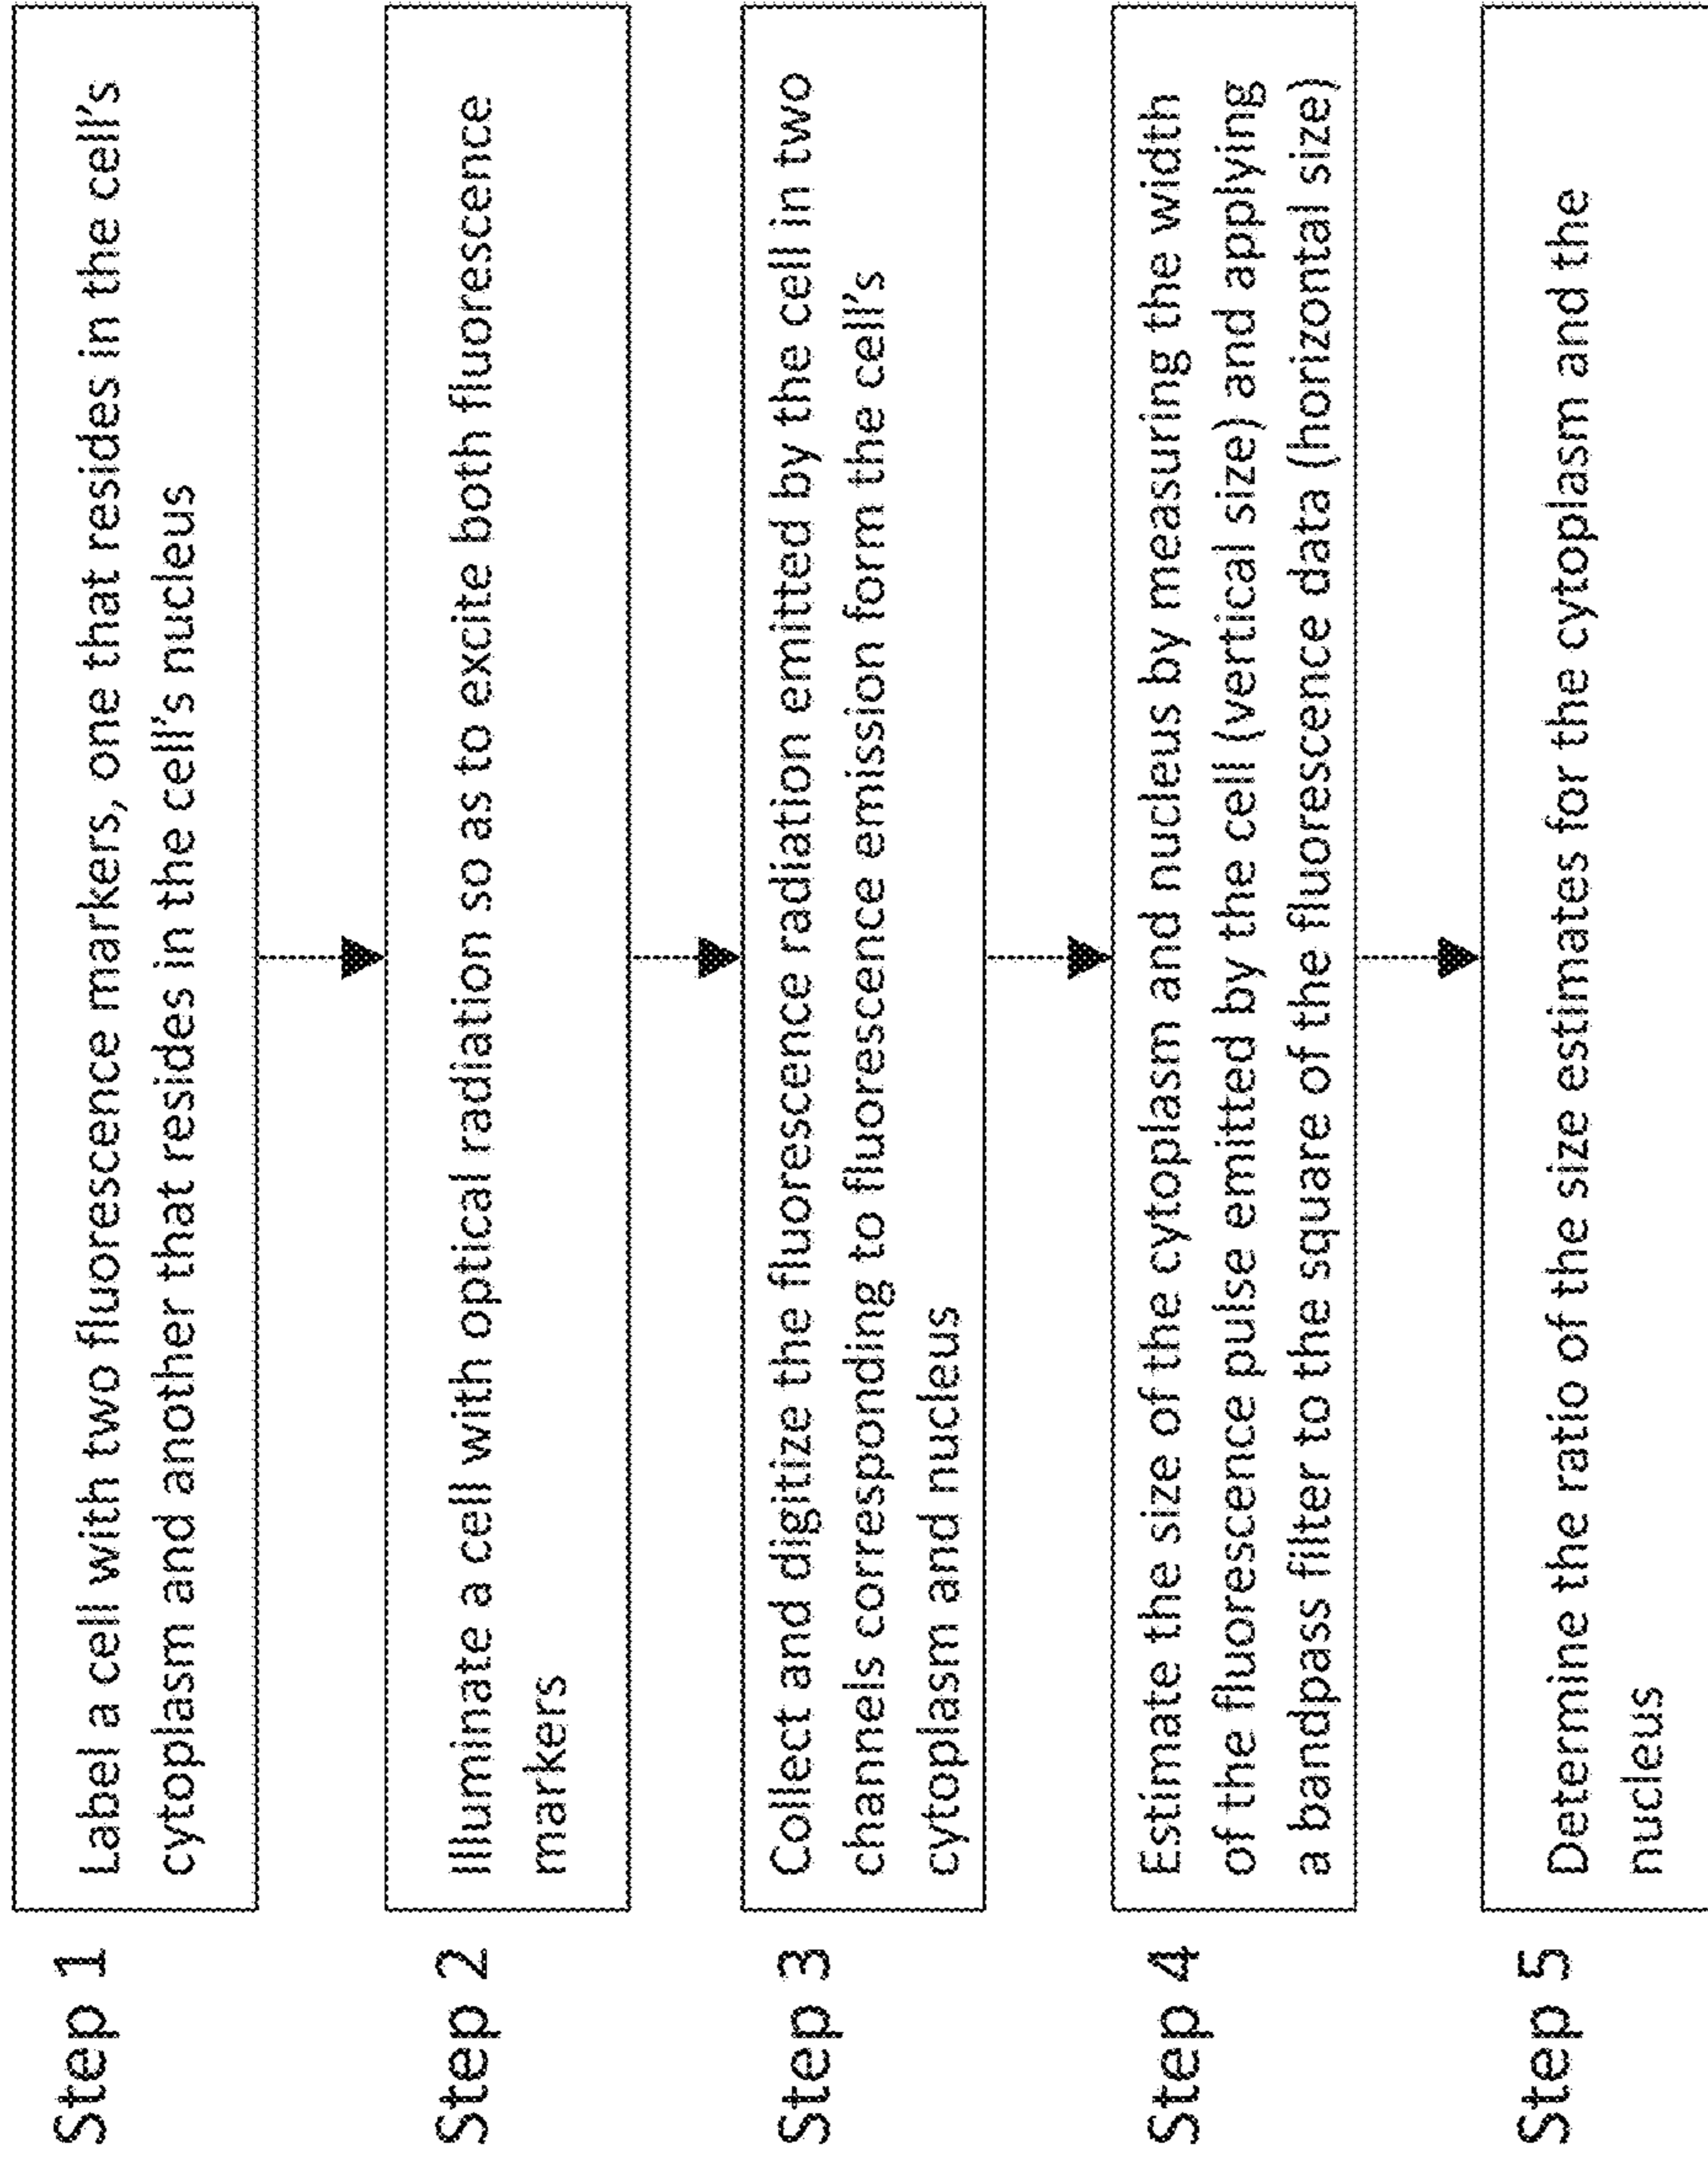 Step 1
Label a cell with two fluorescence markers, one that resides in the cell's
cytoplasm and another that resides in the cell's nucleus
Step 2
Illuminate a cell with optical radiation so as to excite both fluorescence
markers
Step 3
Collect and digitize the fluorescence radiation emitted by the cell in two
channels corresponding to fluorescence emission form the cell's
cytoplasm and nucleus
Step 4
Estimate the size of the cytoplasm and nucleus by measuring the width
of the fluorescence pulse emitted by the cell (vertical size) and applying
a bandpass filter to the square of the fluorescence data (horizontal size)
Step 5
Determine the ratio of the size estimates for the cytoplasm and the
nucleus